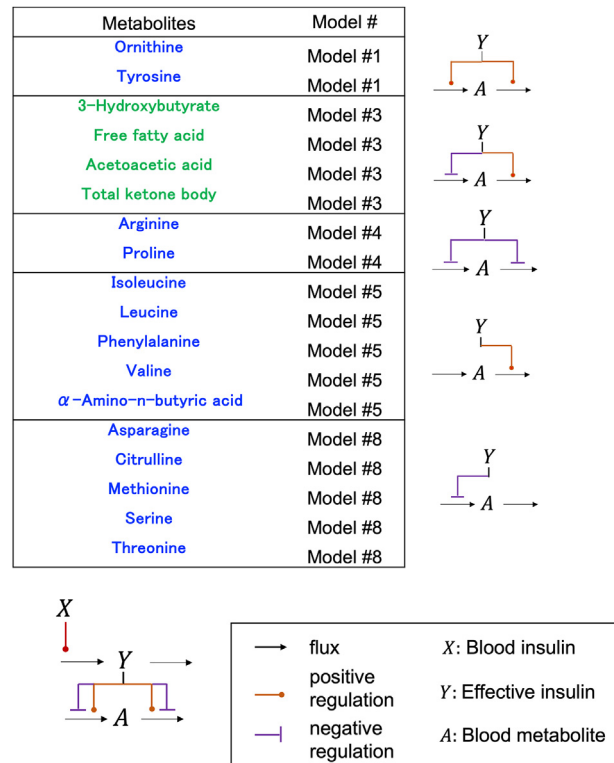 Metabolites Model #
Ornithine Model #1
Tyrosine Model #1
3-Hydroxybutyrate Model #3
Free fatty acid Model #3
Acetoacetic acid Model #3
Total ketone body Model #3
Arginine Model #4
Proline Model #4
Isoleucine Model #5
Leucine Model #5
Phenylalanine Model #5
Valine Model #5
α-Amino-n-butyric acid Model #5
Asparagine Model #8
Citrulline Model #8
Methionine Model #8
Serine Model #8
Threonine Model #8
Y
A
Y
A
Y
A
Y
A
Y
A
X
Y
A
flux
positive
regulation
negative
regulation
X: Blood insulin
Y: Effective insulin
A: Blood metabolite